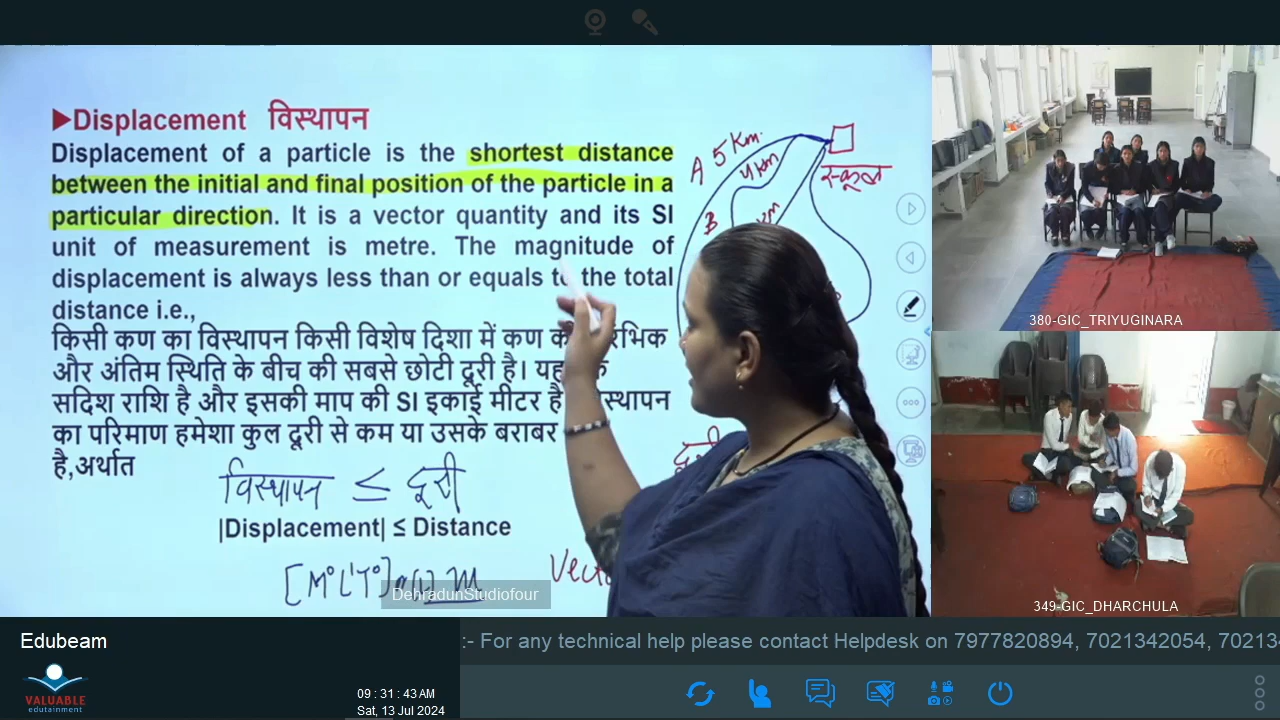 ▶Displacement विस्थापन
Displacement of a particle is the shortest distance
between the initial and final position of the particle in a
particular direction. It is a vector quantity and its SI
unit of measurement is metre. The magnitude of
displacement is always less than or equals to the total
distance i.e.,
किसी कण का विस्थापन किसी विशेष दिशा में कण
और अंतिम स्थिति के बीच की सबसे छोटी दूरी है।
सदिश राशि है और इसकी माप की SI इकाई मीटर है
का परिमाण हमेशा कुल दूरी से कम या उसके बराबर
है,अर्थात
विस्थापन ≤ दूरी
|Displacement| ≤ Distance
[M⁰L¹T⁰]
m
A 5 Km.
4 km
B
स्कूल
DehradunStudiofour
380-GIC_TRIYUGINARA
349-GIC_DHARCHULA
Edubeam
VALUABLE
edutainment
09 : 31 : 43 AM
Sat, 13 Jul 2024
:- For any technical help please contact Helpdesk on 7977820894, 7021342054, 70213